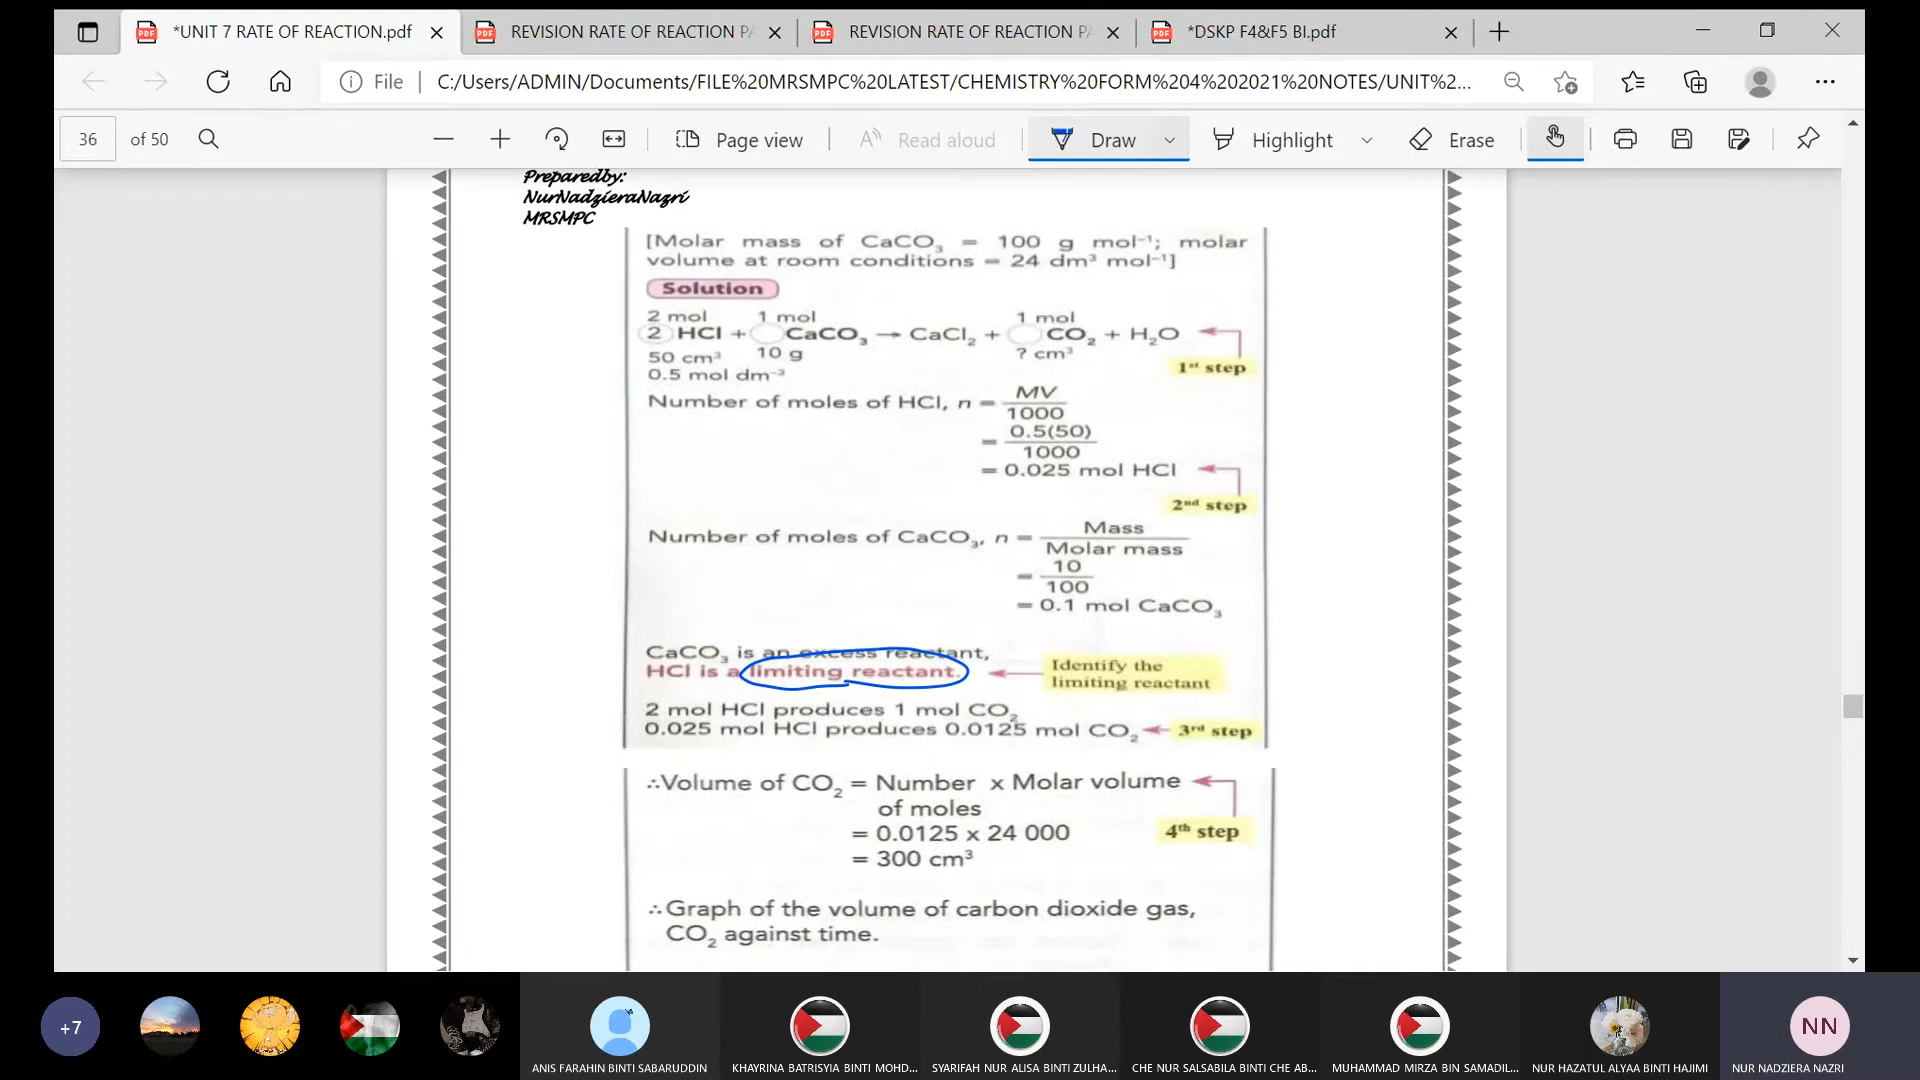 *UNIT 7 RATE OF REACTION.pdf
REVISION RATE OF REACTION PA
REVISION RATE OF REACTION PA
*DSKP F4&F5 BI.pdf
File
C:/Users/ADMIN/Documents/FILE%20MRSMPC%20LATEST/CHEMISTRY%20FORM%204%202021%20NOTES/UNIT%2...
36 of 50
Page view
Read aloud
Draw
Highlight
Erase
Preparedby:
NurNadzieraNazri
MRSMPC
[Molar mass of CaCO₃ = 100 g mol⁻¹; molar
volume at room conditions = 24 dm³ mol⁻¹]
Solution
2 mol 1 mol 1 mol
2 HCl + CaCO₃ → CaCl₂ + CO₂ + H₂O
50 cm³ 10 g ? cm³
0.5 mol dm⁻³
1st step
Number of moles of HCl, n = MV
1000
= 0.5(50)
1000
= 0.025 mol HCl
2nd step
Number of moles of CaCO₃, n = Mass
Molar mass
= 10
100
= 0.1 mol CaCO₃
CaCO₃ is an excess reactant,
HCl is a limiting reactant.
Identify the
limiting reactant
2 mol HCl produces 1 mol CO₂
0.025 mol HCl produces 0.0125 mol CO₂
3rd step
∴Volume of CO₂ = Number x Molar volume
of moles
= 0.0125 x 24 000
4th step
= 300 cm³
∴Graph of the volume of carbon dioxide gas,
CO₂ against time.
+7
NN
ANIS FARAHIN BINTI SABARUDDIN
KHAYRINA BATRISYIA BINTI MOHD...
SYARIFAH NUR ALISA BINTI ZULHA...
CHE NUR SALSABILA BINTI CHE AB...
MUHAMMAD MIRZA BIN SAMADIL...
NUR HAZATUL ALYAA BINTI HAJIMI
NUR NADZIERA NAZRI